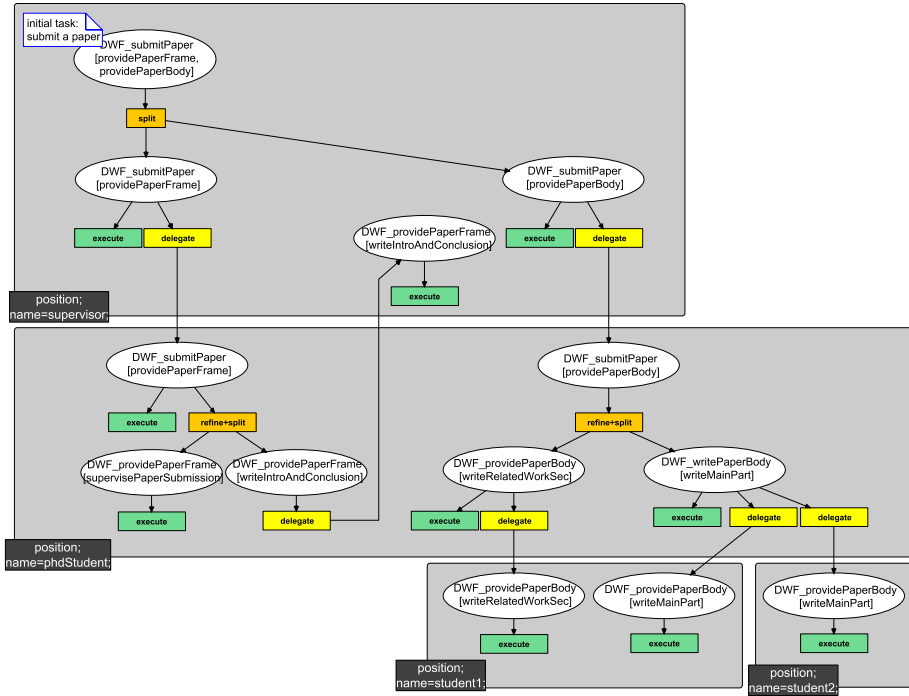 initial task:
submit a paper
DWF_submitPaper
[providePaperFrame,
providePaperBody]
split
DWF_submitPaper
[providePaperFrame]
DWF_submitPaper
[providePaperBody]
execute
delegate
DWF_providePaperFrame
[writeIntroAndConclusion]
execute
delegate
execute
position;
name=supervisor;
DWF_submitPaper
[providePaperFrame]
DWF_submitPaper
[providePaperBody]
execute
refine+split
refine+split
DWF_providePaperFrame
[supervisePaperSubmission]
DWF_providePaperFrame
[writeIntroAndConclusion]
DWF_providePaperBody
[writeRelatedWorkSec]
DWF_writePaperBody
[writeMainPart]
execute
delegate
execute
delegate
execute
delegate
delegate
position;
name=phdStudent;
DWF_providePaperBody
[writeRelatedWorkSec]
DWF_providePaperBody
[writeMainPart]
DWF_providePaperBody
[writeMainPart]
execute
execute
execute
position;
name=student1;
position;
name=student2;